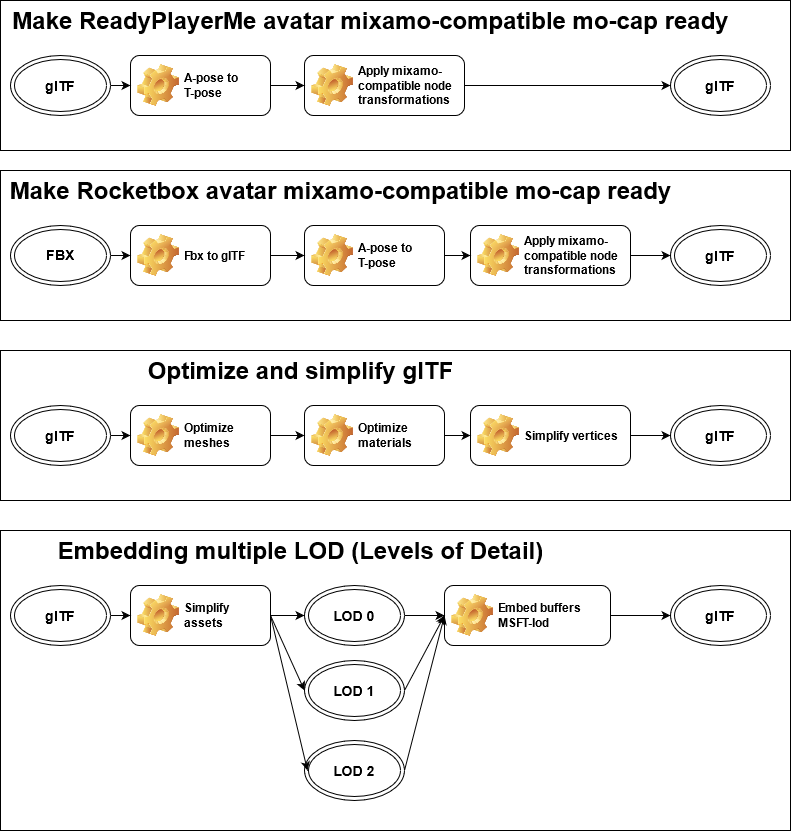 Make ReadyPlayerMe avatar mixamo-compatible mo-cap ready
glTF
A-pose to
T-pose
Apply mixamo-
compatible node
transformations
glTF
Make Rocketbox avatar mixamo-compatible mo-cap ready
FBX
Fbx to glTF
A-pose to
T-pose
Apply mixamo-
compatible node
transformations
glTF
Optimize and simplify glTF
glTF
Optimize
meshes
Optimize
materials
Simplify vertices
glTF
Embedding multiple LOD (Levels of Detail)
glTF
Simplify
assets
LOD 0
LOD 1
LOD 2
Embed buffers
MSFT-lod
glTF